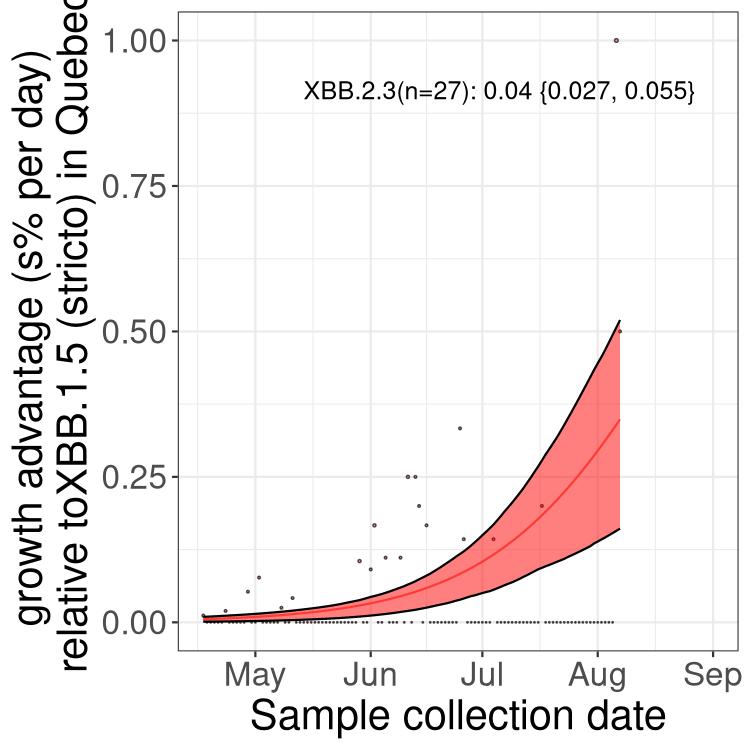 growth advantage (s% per day)
relative toXBB.1.5 (stricto) in Quebec
1.00
0.75
0.50
0.25
0.00
XBB.2.3(n=27): 0.04 {0.027, 0.055}
May Jun Jul Aug Sep
Sample collection date